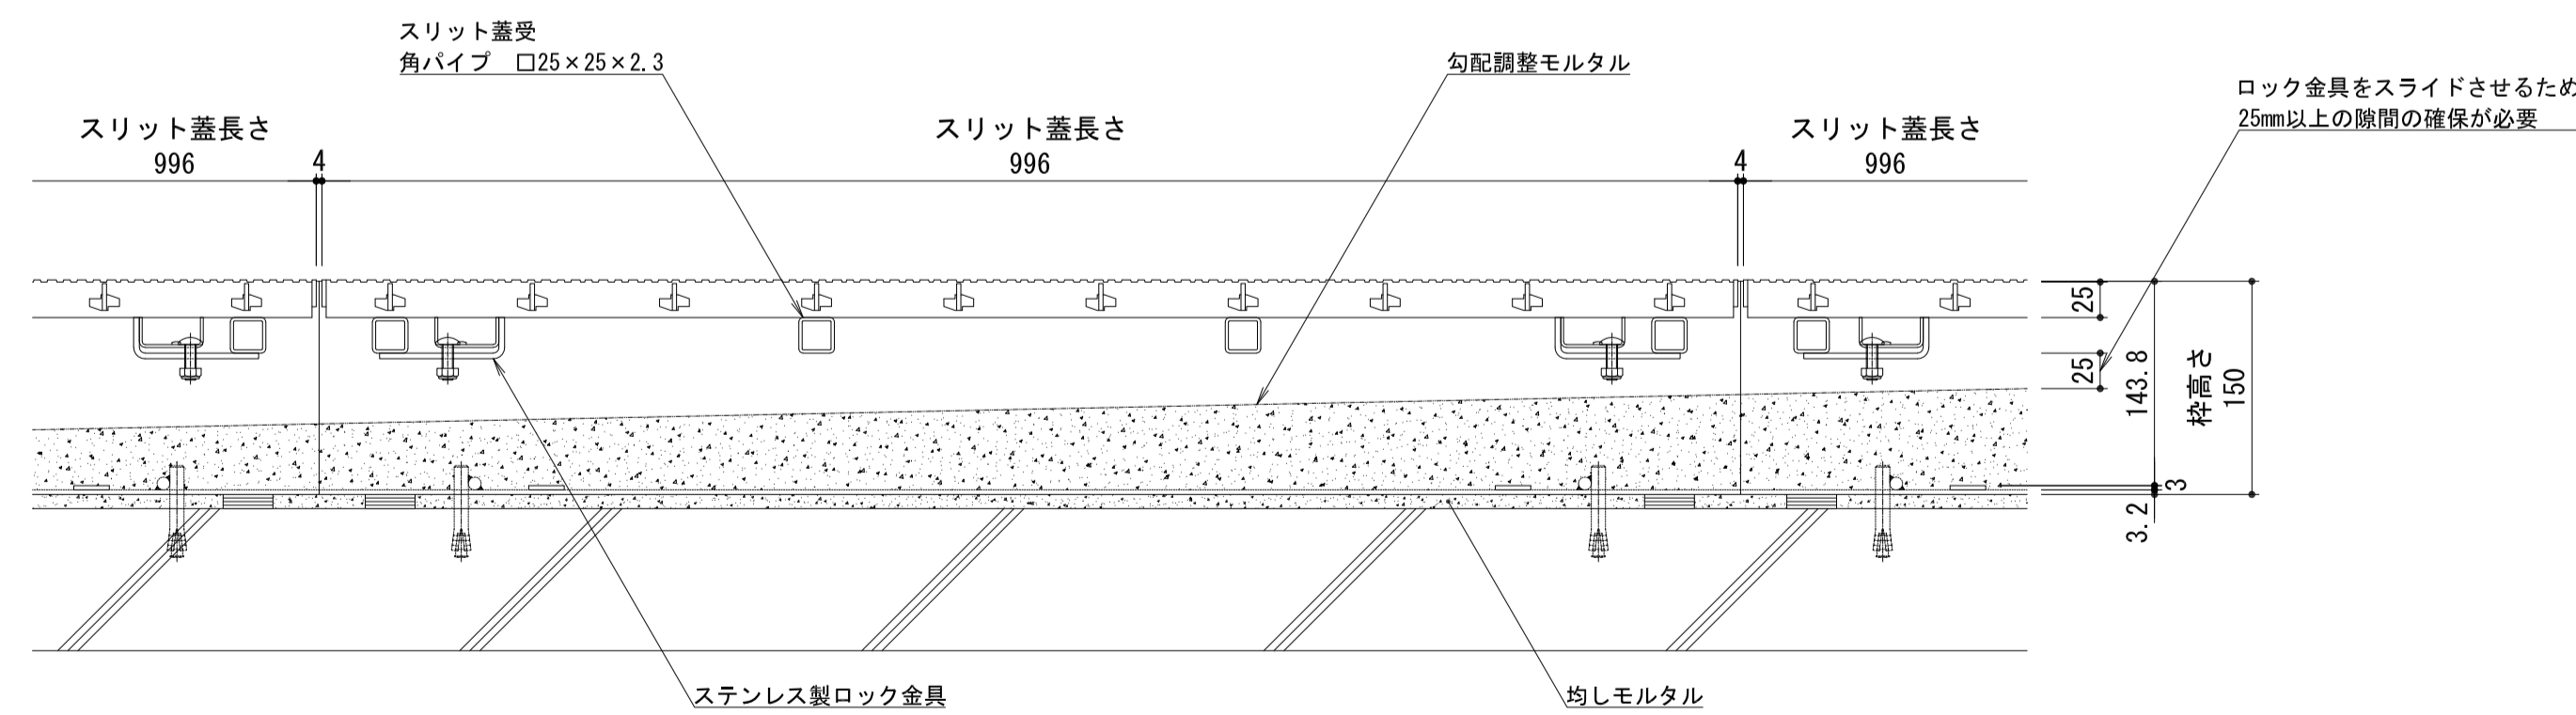 スリット蓋受
角パイプ □25×25×2.3
勾配調整モルタル
ロック金具をスライドさせるため
25mm以上の隙間の確保が必要
スリット蓋長さ
996
4
スリット蓋長さ
996
4
スリット蓋長さ
996
25
25
143.8
枠高さ
150
3
3.2
ステンレス製ロック金具
均しモルタル